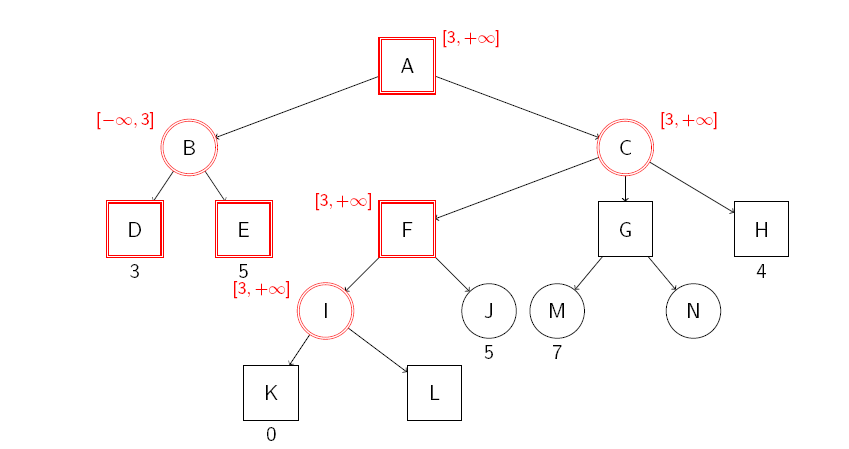 [3, +∞]
A
[−∞, 3]
[3, +∞]
B
C
[3, +∞]
D
E
F
G
H
3
5
4
[3, +∞]
I
J
M
N
5
7
K
L
0